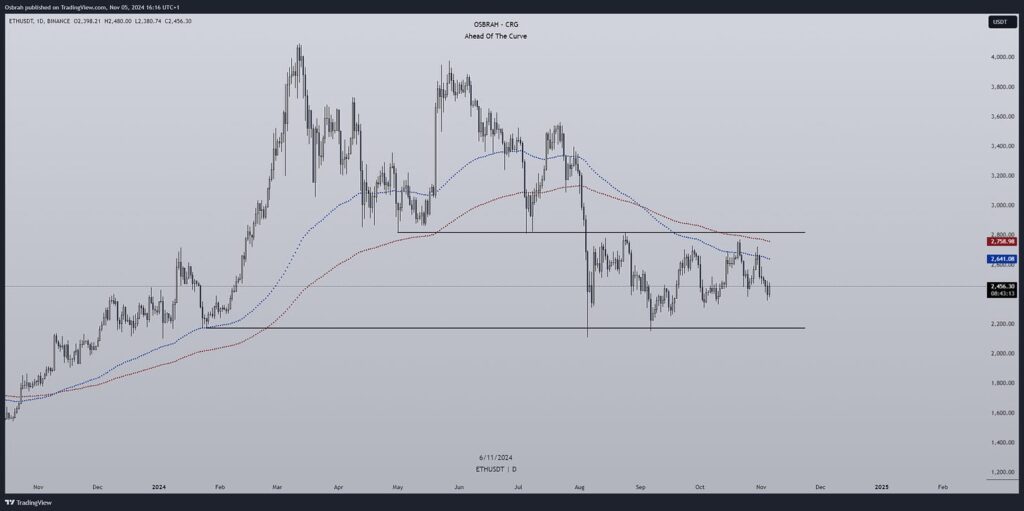 Osbrah published on TradingView.com, Nov 05, 2024 16:16 UTC+1
ETHUSDT, 1D, BINANCE O2,398.21 H2,480.00 L2,380.74 C2,456.30
USDT
OSBRAH - CRG
Ahead Of The Curve
4,000.00
3,800.00
3,600.00
3,400.00
3,200.00
3,000.00
2,800.00
2,758.98
2,641.08
2,600.00
2,456.30
08:43:13
2,200.00
2,000.00
1,800.00
1,600.00
1,400.00
1,200.00
6/11/2024
ETHUSDT | D
Nov Dec 2024 Feb Mar Apr May Jun Jul Aug Sep Oct Nov Dec 2025 Feb
TradingView